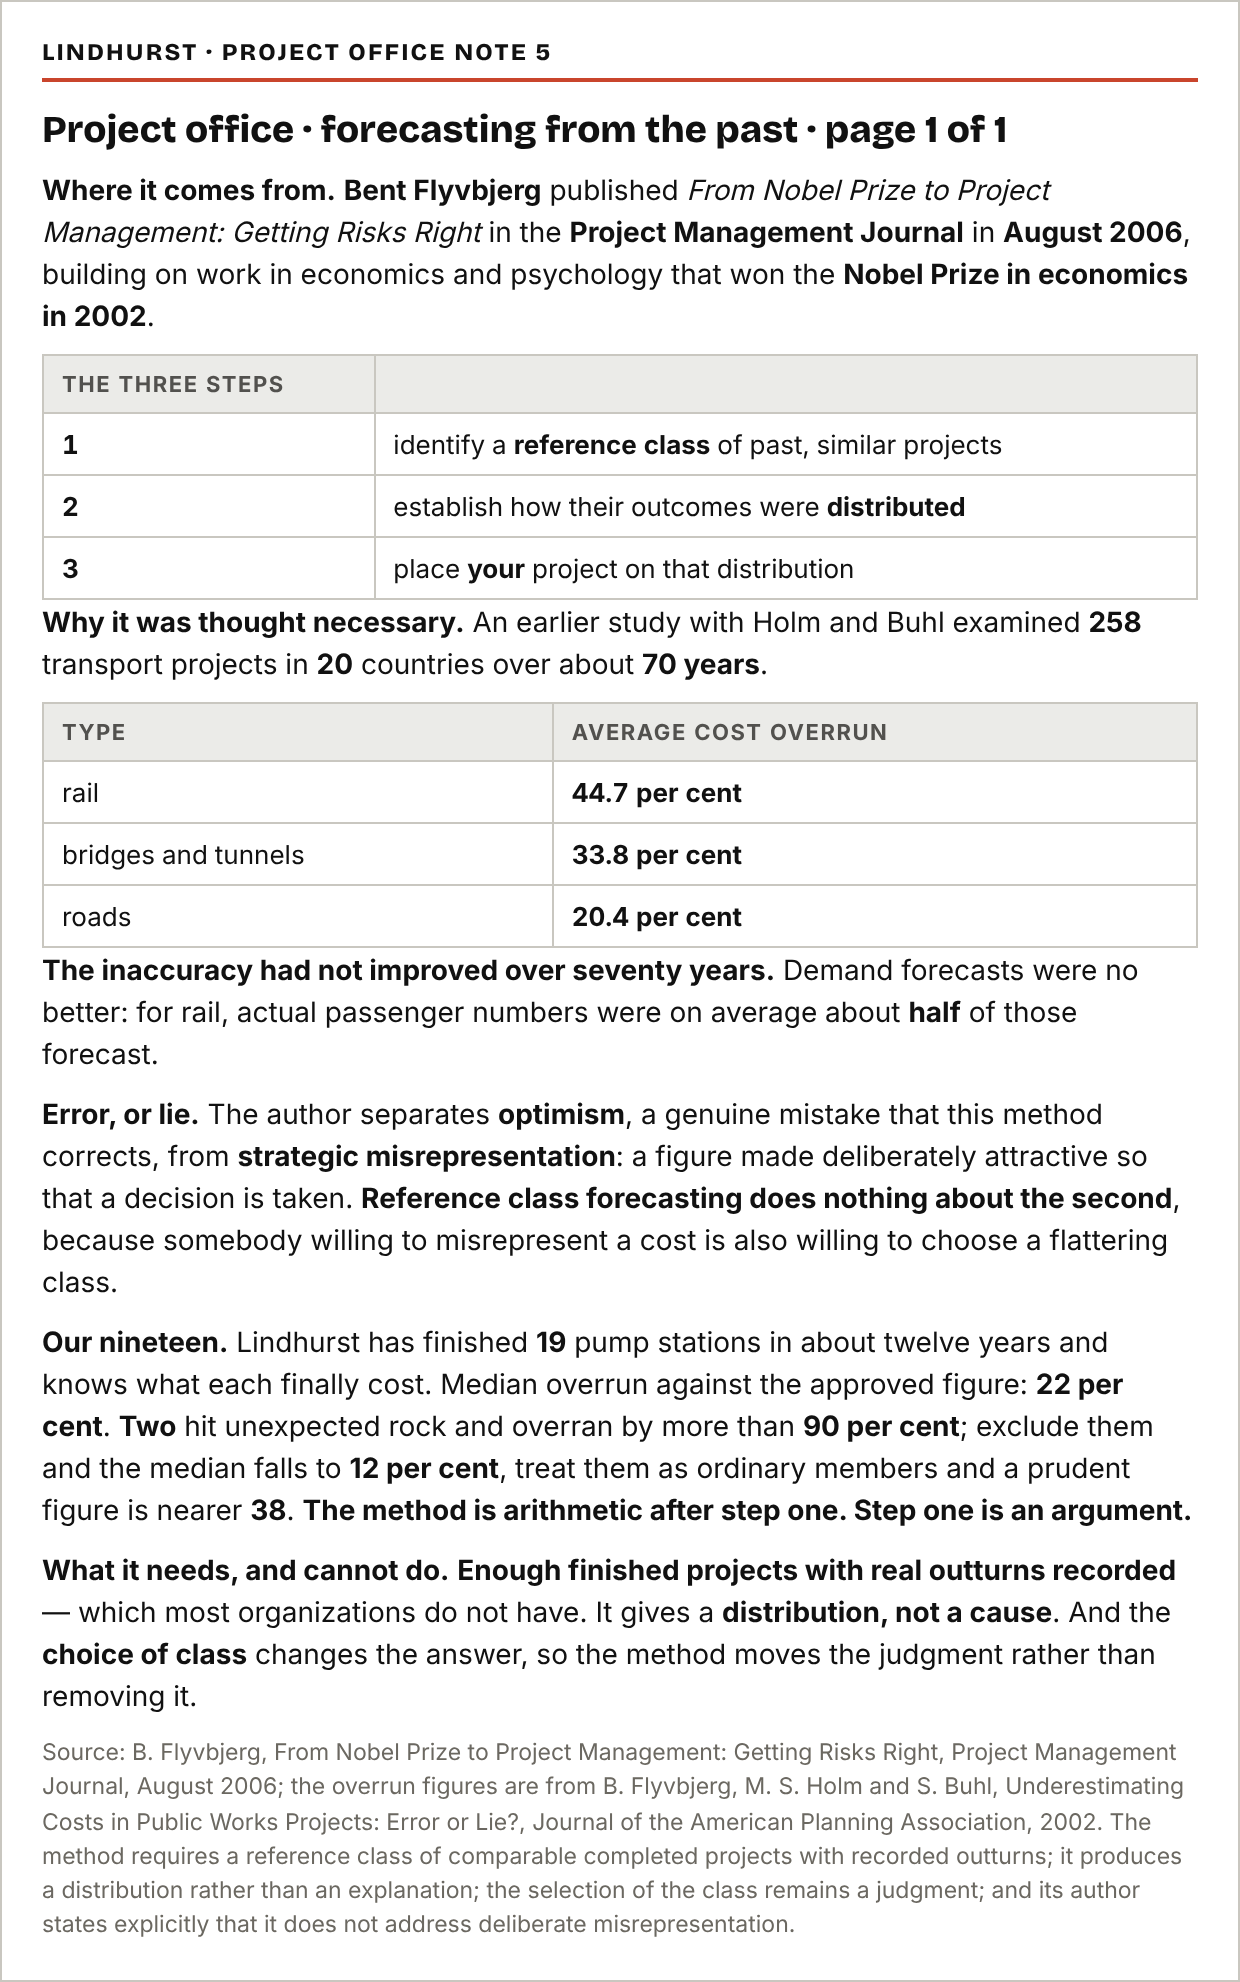 LINDHURST · PROJECT OFFICE NOTE 5
Project office · forecasting from the past · page 1 of 1
Where it comes from. Bent Flyvbjerg published From Nobel Prize to Project
Management: Getting Risks Right in the Project Management Journal in August 2006,
building on work in economics and psychology that won the Nobel Prize in economics
in 2002.
THE THREE STEPS
1 identify a reference class of past, similar projects
2 establish how their outcomes were distributed
3 place your project on that distribution
Why it was thought necessary. An earlier study with Holm and Buhl examined 258
transport projects in 20 countries over about 70 years.
TYPE AVERAGE COST OVERRUN
rail 44.7 per cent
bridges and tunnels 33.8 per cent
roads 20.4 per cent
The inaccuracy had not improved over seventy years. Demand forecasts were no
better: for rail, actual passenger numbers were on average about half of those
forecast.
Error, or lie. The author separates optimism, a genuine mistake that this method
corrects, from strategic misrepresentation: a figure made deliberately attractive so
that a decision is taken. Reference class forecasting does nothing about the second,
because somebody willing to misrepresent a cost is also willing to choose a flattering
class.
Our nineteen. Lindhurst has finished 19 pump stations in about twelve years and
knows what each finally cost. Median overrun against the approved figure: 22 per
cent. Two hit unexpected rock and overran by more than 90 per cent; exclude them
and the median falls to 12 per cent, treat them as ordinary members and a prudent
figure is nearer 38. The method is arithmetic after step one. Step one is an argument.
What it needs, and cannot do. Enough finished projects with real outturns recorded
— which most organizations do not have. It gives a distribution, not a cause. And the
choice of class changes the answer, so the method moves the judgment rather than
removing it.
Source: B. Flyvbjerg, From Nobel Prize to Project Management: Getting Risks Right, Project Management
Journal, August 2006; the overrun figures are from B. Flyvbjerg, M. S. Holm and S. Buhl, Underestimating
Costs in Public Works Projects: Error or Lie?, Journal of the American Planning Association, 2002. The
method requires a reference class of comparable completed projects with recorded outturns; it produces
a distribution rather than an explanation; the selection of the class remains a judgment; and its author
states explicitly that it does not address deliberate misrepresentation.